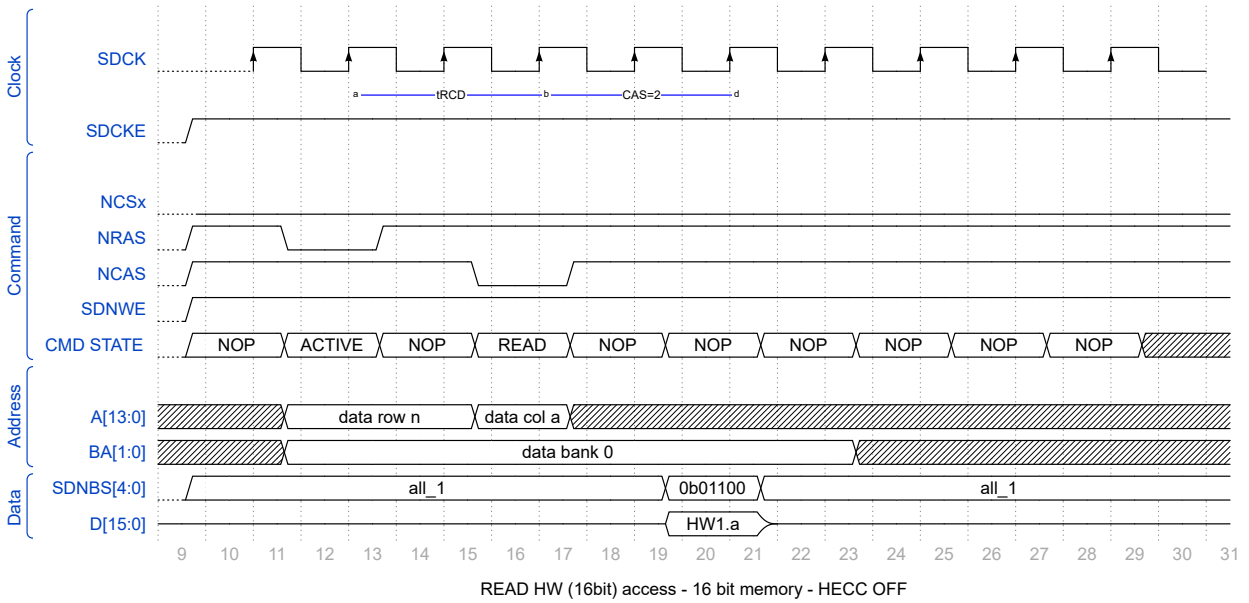 Clock
SDCK
a tRCD b CAS=2 d
SDCKE
Command
NCSx
NRAS
NCAS
SDNWE
CMD STATE NOP ACTIVE NOP READ NOP NOP NOP NOP NOP NOP
Address
A[13:0] data row n data col a
BA[1:0] data bank 0
Data
SDNBS[4:0] all_1 0b01100 all_1
D[15:0] HW1.a
9 10 11 12 13 14 15 16 17 18 19 20 21 22 23 24 25 26 27 28 29 30 31
READ HW (16bit) access - 16 bit memory - HECC OFF